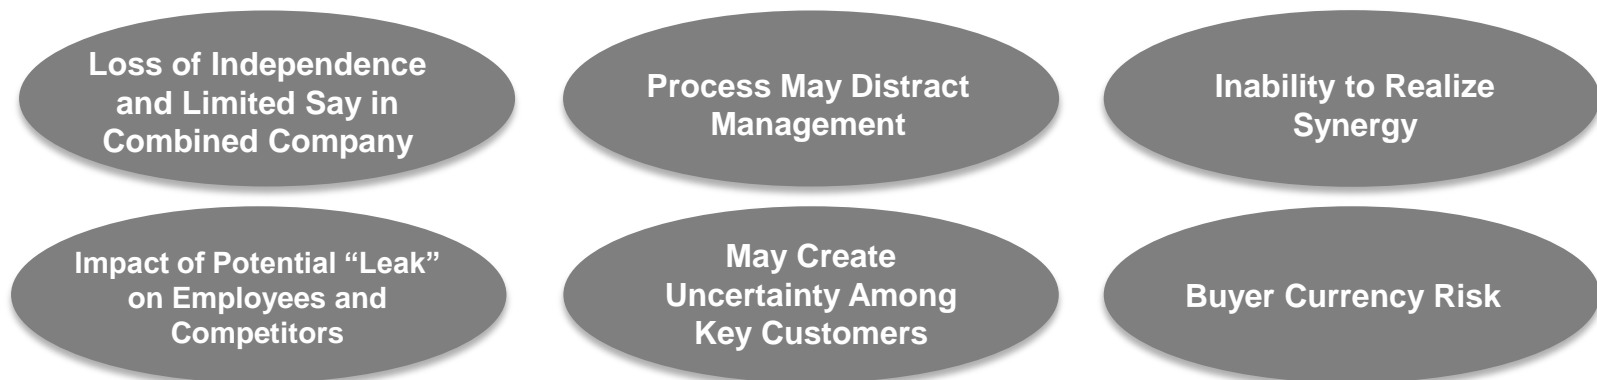 Loss of Independence
and Limited Say in
Combined Company
Process May Distract
Management
Inability to Realize
Synergy
Impact of Potential “Leak”
on Employees and
Competitors
May Create
Uncertainty Among
Key Customers
Buyer Currency Risk